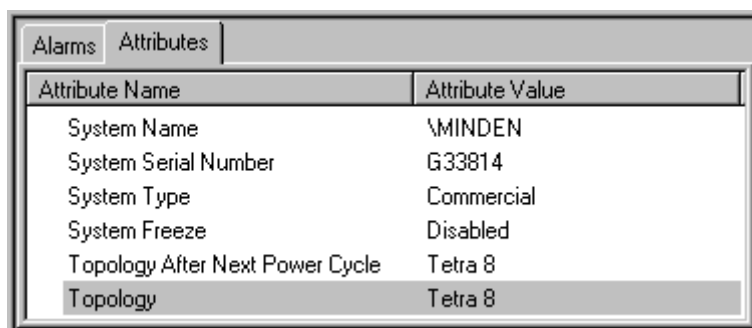 Alarms Attributes
Attribute Name Attribute Value
System Name \MINDEN
System Serial Number G33814
System Type Commercial
System Freeze Disabled
Topology After Next Power Cycle Tetra 8
Topology Tetra 8